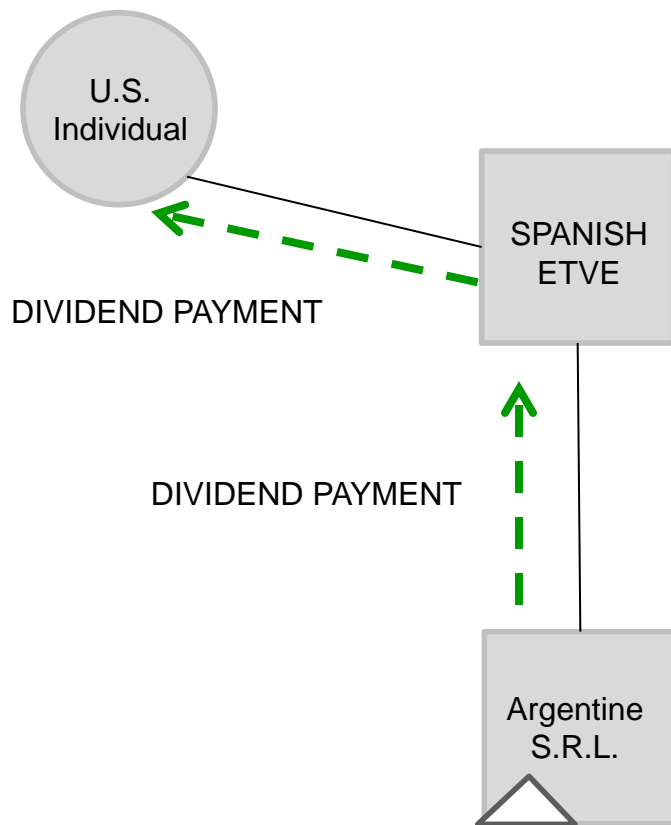 U.S.
Individual
SPANISH
ETVE
DIVIDEND PAYMENT
DIVIDEND PAYMENT
Argentine
S.R.L.